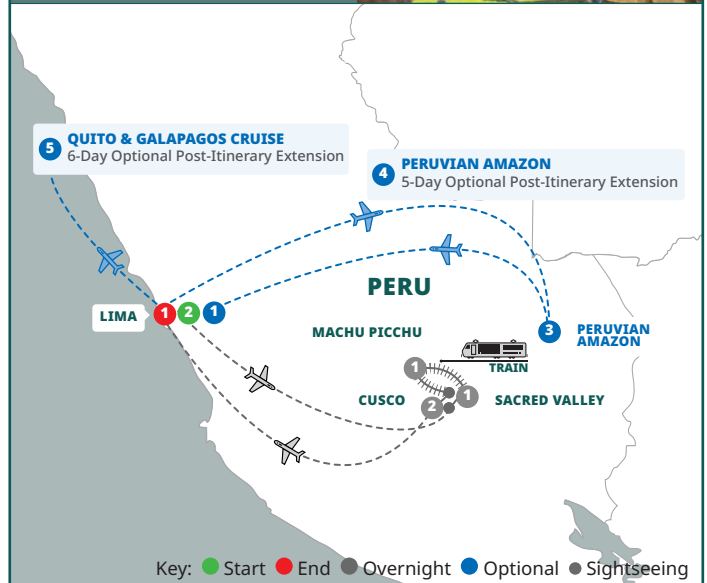 5
QUITO & GALAPAGOS CRUISE
6-Day Optional Post-Itinerary Extension
4
PERUVIAN AMAZON
5-Day Optional Post-Itinerary Extension
PERU
LIMA
1
2
1
3
PERUVIAN
AMAZON
MACHU PICCHU
TRAIN
1
1
SACRED VALLEY
CUSCO
2
Key: Start End Overnight Optional Sightseeing